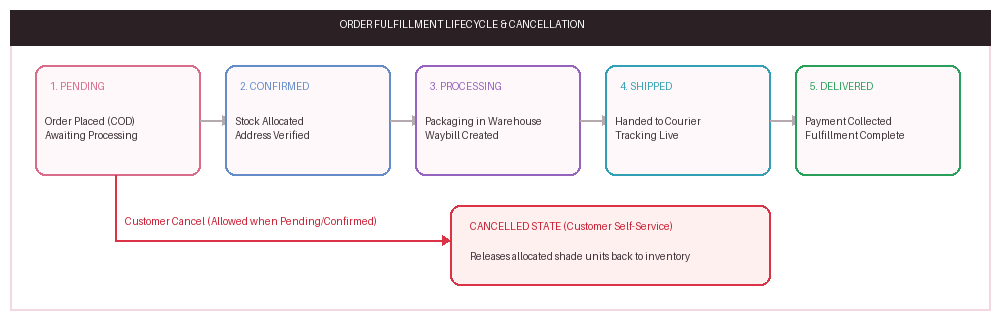 ORDER FULFILLMENT LIFECYCLE & CANCELLATION
1. PENDING
Order Placed (COD)
Awaiting Processing
2. CONFIRMED
Stock Allocated
Address Verified
3. PROCESSING
Packaging in Warehouse
Waybill Created
4. SHIPPED
Handed to Courier
Tracking Live
5. DELIVERED
Payment Collected
Fulfillment Complete
Customer Cancel (Allowed when Pending/Confirmed)
CANCELLED STATE (Customer Self-Service)
Releases allocated shade units back to inventory